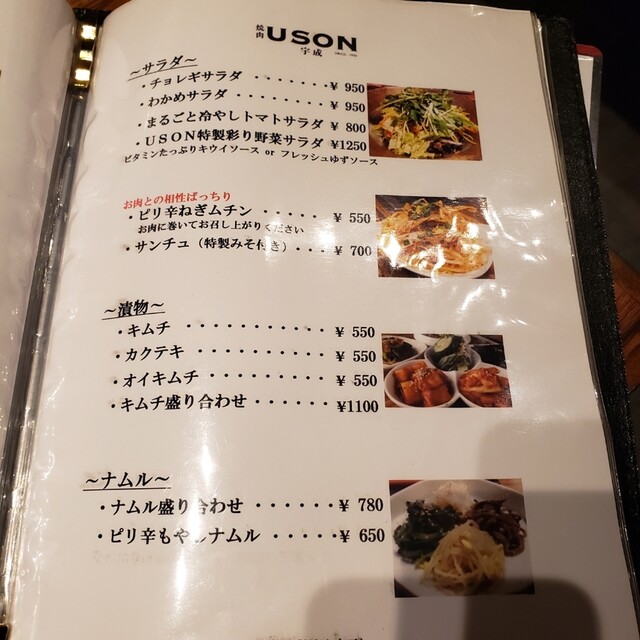 焼肉 USON
宇成
～サラダ～
・チョレギサラダ ・・・・・・・¥ 950
・わかめサラダ ・・・・・・・・¥ 950
・まるごと冷やしトマトサラダ ¥ 800
・USON特製彩り野菜サラダ ¥1250
ビタミンたっぷりキウイソース or フレッシュゆずソース
お肉との相性ばっちり
・ピリ辛ねぎムチン ・・・・・ ¥ 550
お肉に巻いてお召し上がりください
・サンチュ（特製みそ付き）・・・ ¥ 700
～漬物～
・キムチ ・・・・・・・・・・・ ¥ 550
・カクテキ ・・・・・・・・・・ ¥ 550
・オイキムチ ・・・・・・・・・ ¥ 550
・キムチ盛り合わせ ・・・・・・ ¥1100
～ナムル～
・ナムル盛り合わせ ・・・・・・ ¥ 780
・ピリ辛もやしナムル ・・・・・¥ 650